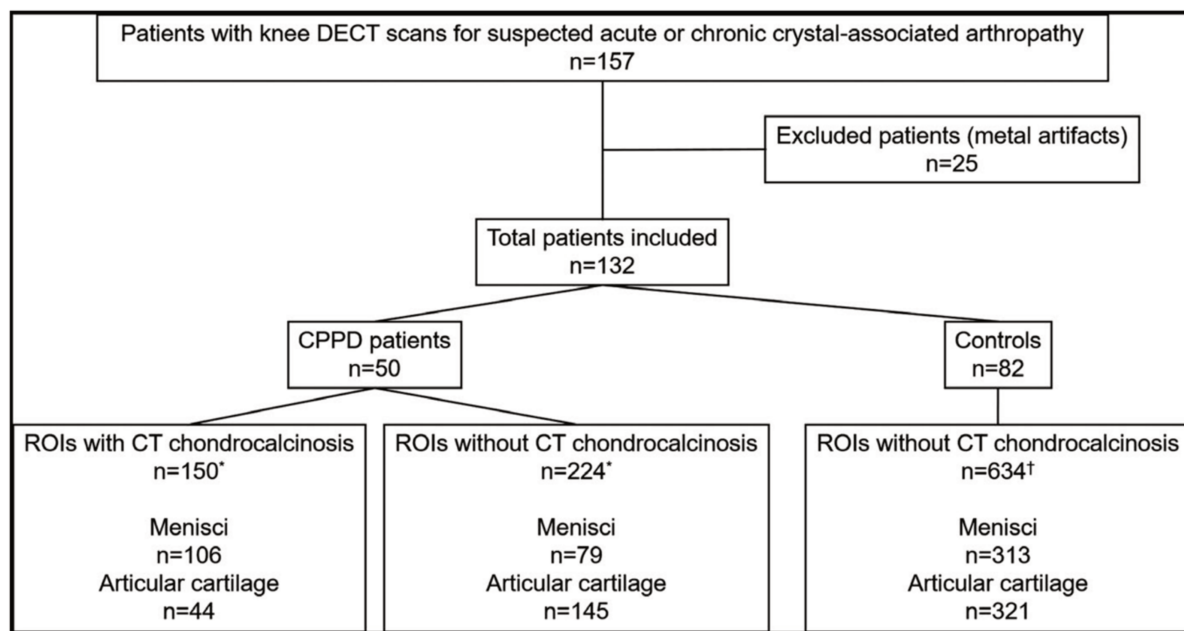 Patients with knee DECT scans for suspected acute or chronic crystal-associated arthropathy
n=157
Excluded patients (metal artifacts)
n=25
Total patients included
n=132
CPPD patients
n=50
Controls
n=82
ROIs with CT chondrocalcinosis
n=150*
Menisci
n=106
Articular cartilage
n=44
ROIs without CT chondrocalcinosis
n=224*
Menisci
n=79
Articular cartilage
n=145
ROIs without CT chondrocalcinosis
n=634†
Menisci
n=313
Articular cartilage
n=321